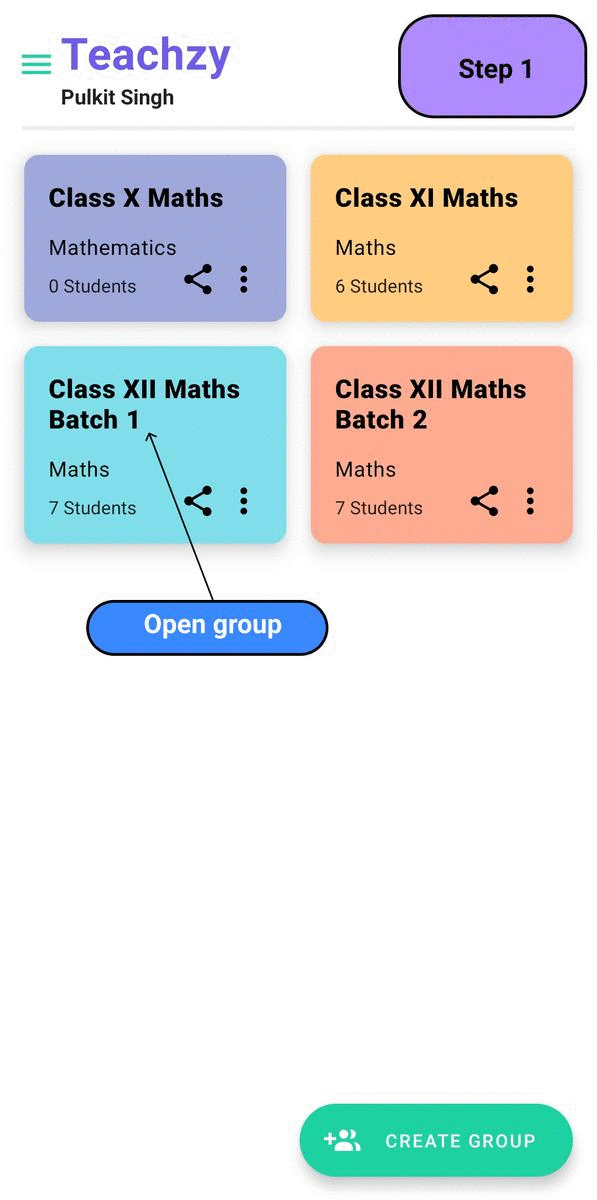 Teachzy
Pulkit Singh
Step 1
Class X Maths
Mathematics
0 Students
Class XI Maths
Maths
6 Students
Class XII Maths
Batch 1
Maths
7 Students
Class XII Maths
Batch 2
Maths
7 Students
Open group
CREATE GROUP